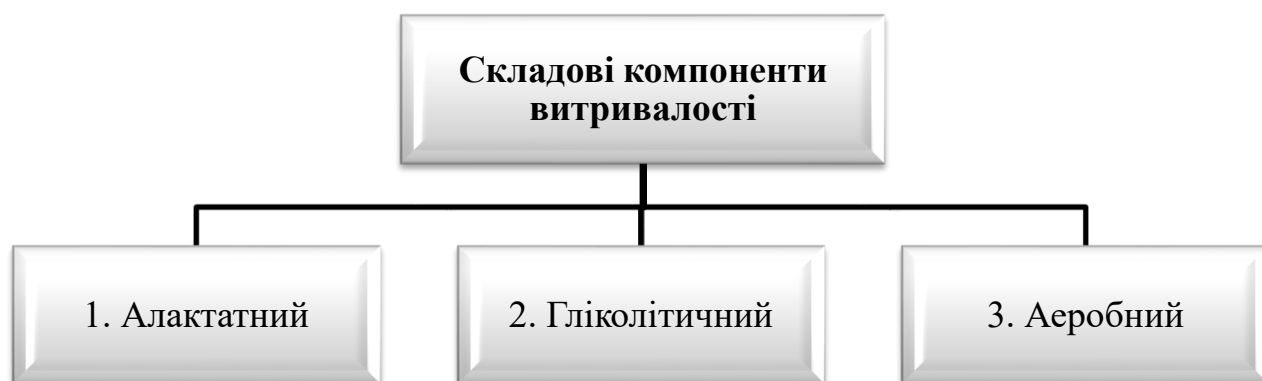 Складові компоненти
витривалості
1. Алактатний
2. Гліколітичний
3. Аеробний